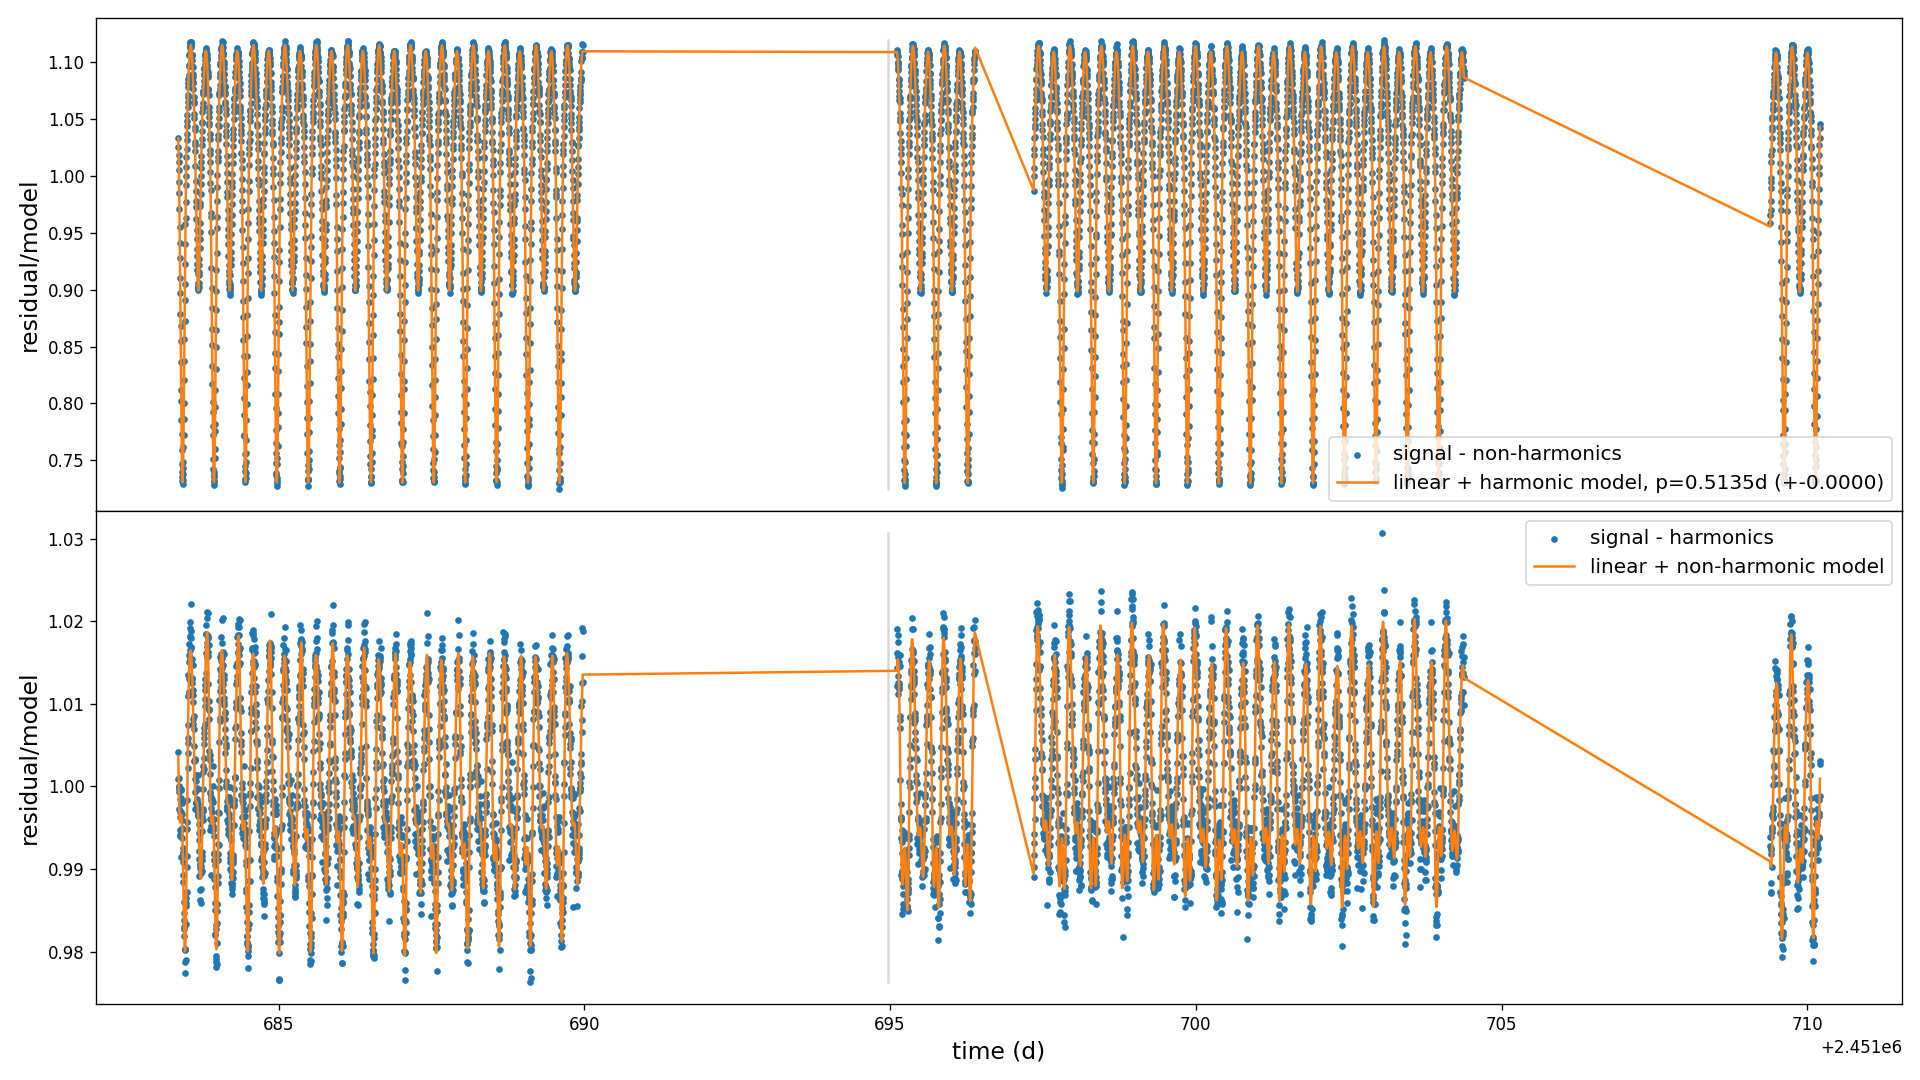 residual/model
1.10
1.05
1.00
0.95
0.90
0.85
0.80
0.75
signal - non-harmonics
linear + harmonic model, p=0.5135d (+-0.0000)
residual/model
1.03
1.02
1.01
1.00
0.99
0.98
signal - harmonics
linear + non-harmonic model
685
690
695
700
705
710
time (d)
+2.451e6